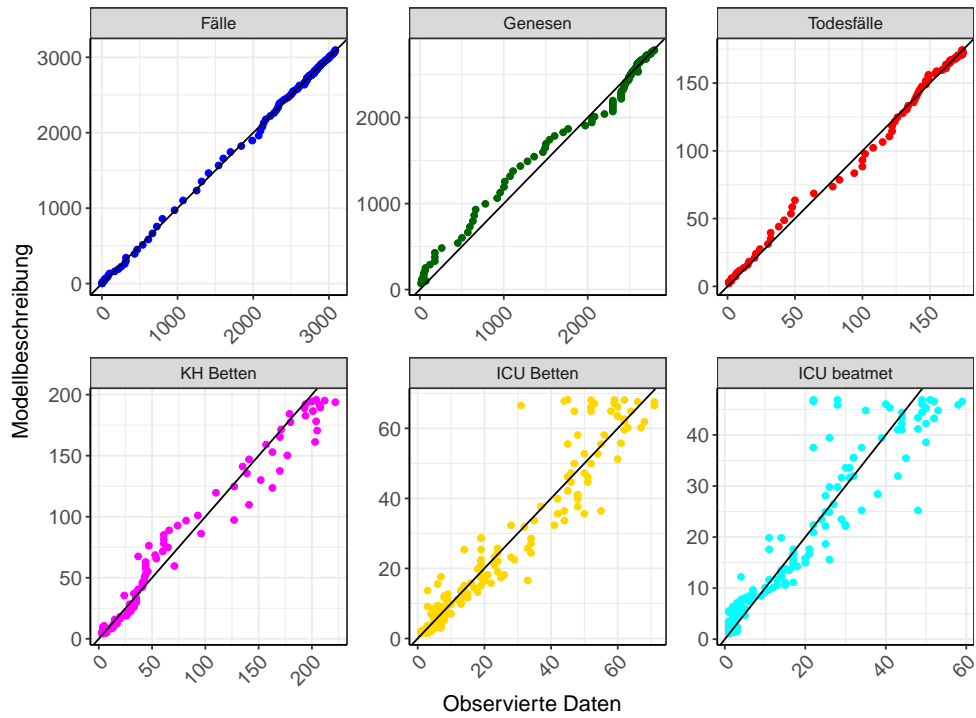 Fälle Genesen Todesfälle
3000
2000
1000
0
0 1000 2000 3000
2000
1000
0
0 1000 2000
150
100
50
0
50 100 150
KH Betten ICU Betten ICU beatmet
200
150
100
50
0
0 50 100 150 200
60
40
20
0
0 20 40 60
40
30
20
10
0
0 20 40 60
Modellbeschreibung
Observierte Daten